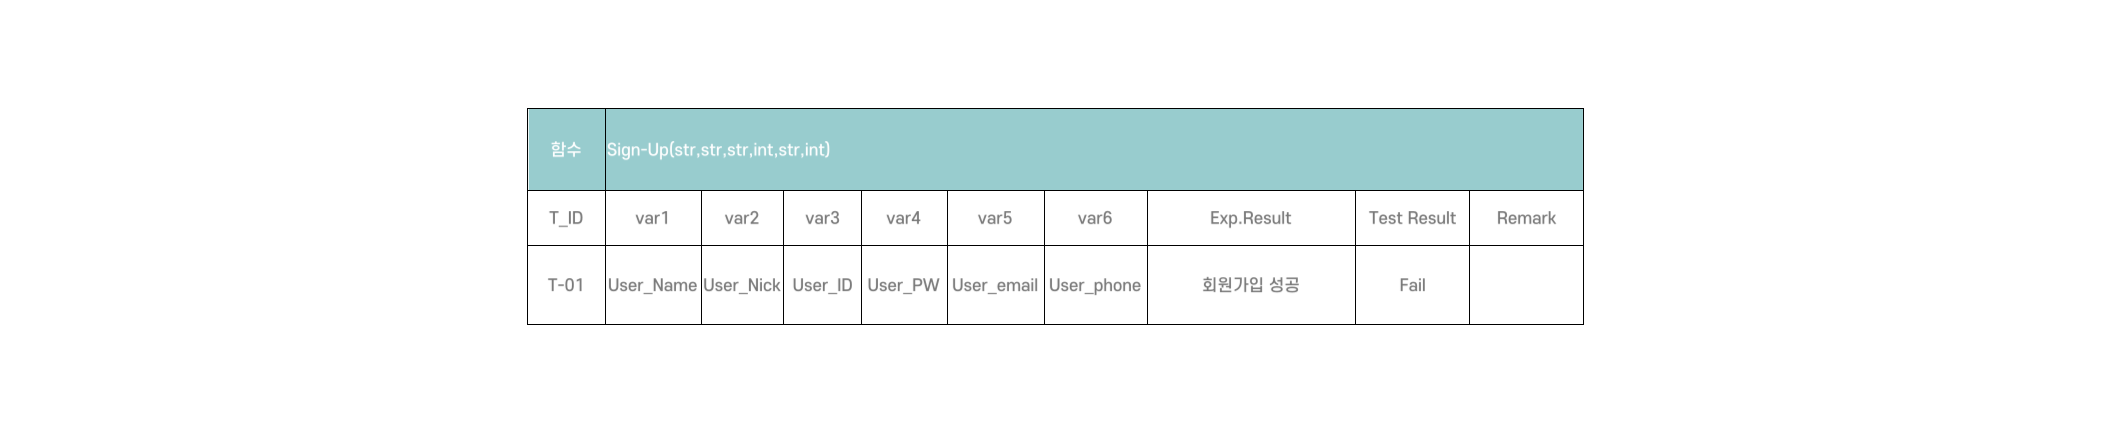 함수 Sign-Up(str,str,str,int,str,int)
T_ID var1 var2 var3 var4 var5 var6 Exp.Result Test Result Remark
T-01 User_Name User_Nick User_ID User_PW User_email User_phone 회원가입 성공 Fail